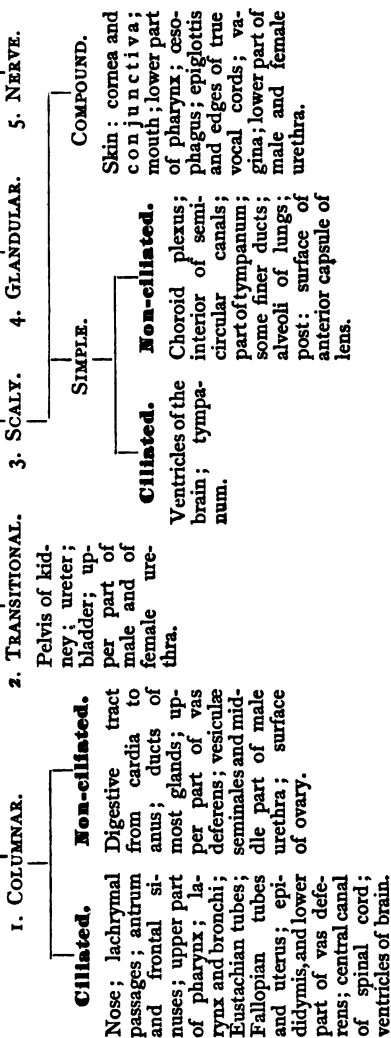 1. COLUMNAR.
Ciliated.
Nose; lachrymal
passages; antrum
and frontal si-
nuses; upper part
of pharynx; la-
rynx and bronchi;
Eustachian tubes;
Fallopian tubes
and uterus; epi-
didymis, and lower
part of vas defe-
rens; central canal
of spinal cord;
ventricles of brain.
Non-ciliated.
Digestive tract
from cardia to
anus; ducts of
most glands; up-
per part of vas
deferens; vesiculæ
seminales and mid-
dle part of male
urethra; surface
of ovary.
2. TRANSITIONAL.
Pelvis of kid-
ney; ureter;
bladder; up-
per part of
male and of
female ure-
thra.
3. SCALY.
SIMPLE.
Ciliated.
Ventricles of the
brain; tympa-
num.
Non-ciliated.
Choroid plexus;
interior of semi-
circular canals;
part of tympanum;
some finer ducts;
alveoli of lungs;
post: surface of
anterior capsule of
lens.
COMPOUND.
Skin: cornea and
conjunctiva;
mouth; lower part
of pharynx; œso-
phagus; epiglottis
and edges of true
vocal cords; va-
gina; lower part of
male and female
urethra.
4. GLANDULAR.
5. NERVE.